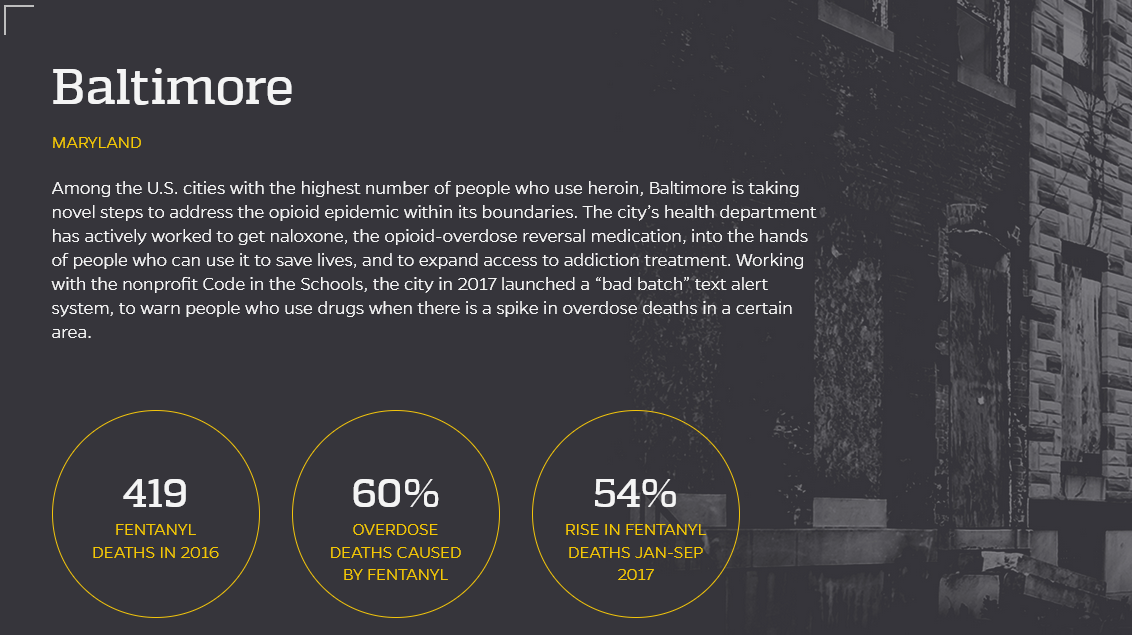 Baltimore
MARYLAND
Among the U.S. cities with the highest number of people who use heroin, Baltimore is taking
novel steps to address the opioid epidemic within its boundaries. The city’s health department
has actively worked to get naloxone, the opioid-overdose reversal medication, into the hands
of people who can use it to save lives, and to expand access to addiction treatment. Working
with the nonprofit Code in the Schools, the city in 2017 launched a “bad batch” text alert
system, to warn people who use drugs when there is a spike in overdose deaths in a certain
area.
419
FENTANYL
DEATHS IN 2016
60%
OVERDOSE
DEATHS CAUSED
BY FENTANYL
54%
RISE IN FENTANYL
DEATHS JAN-SEP
2017